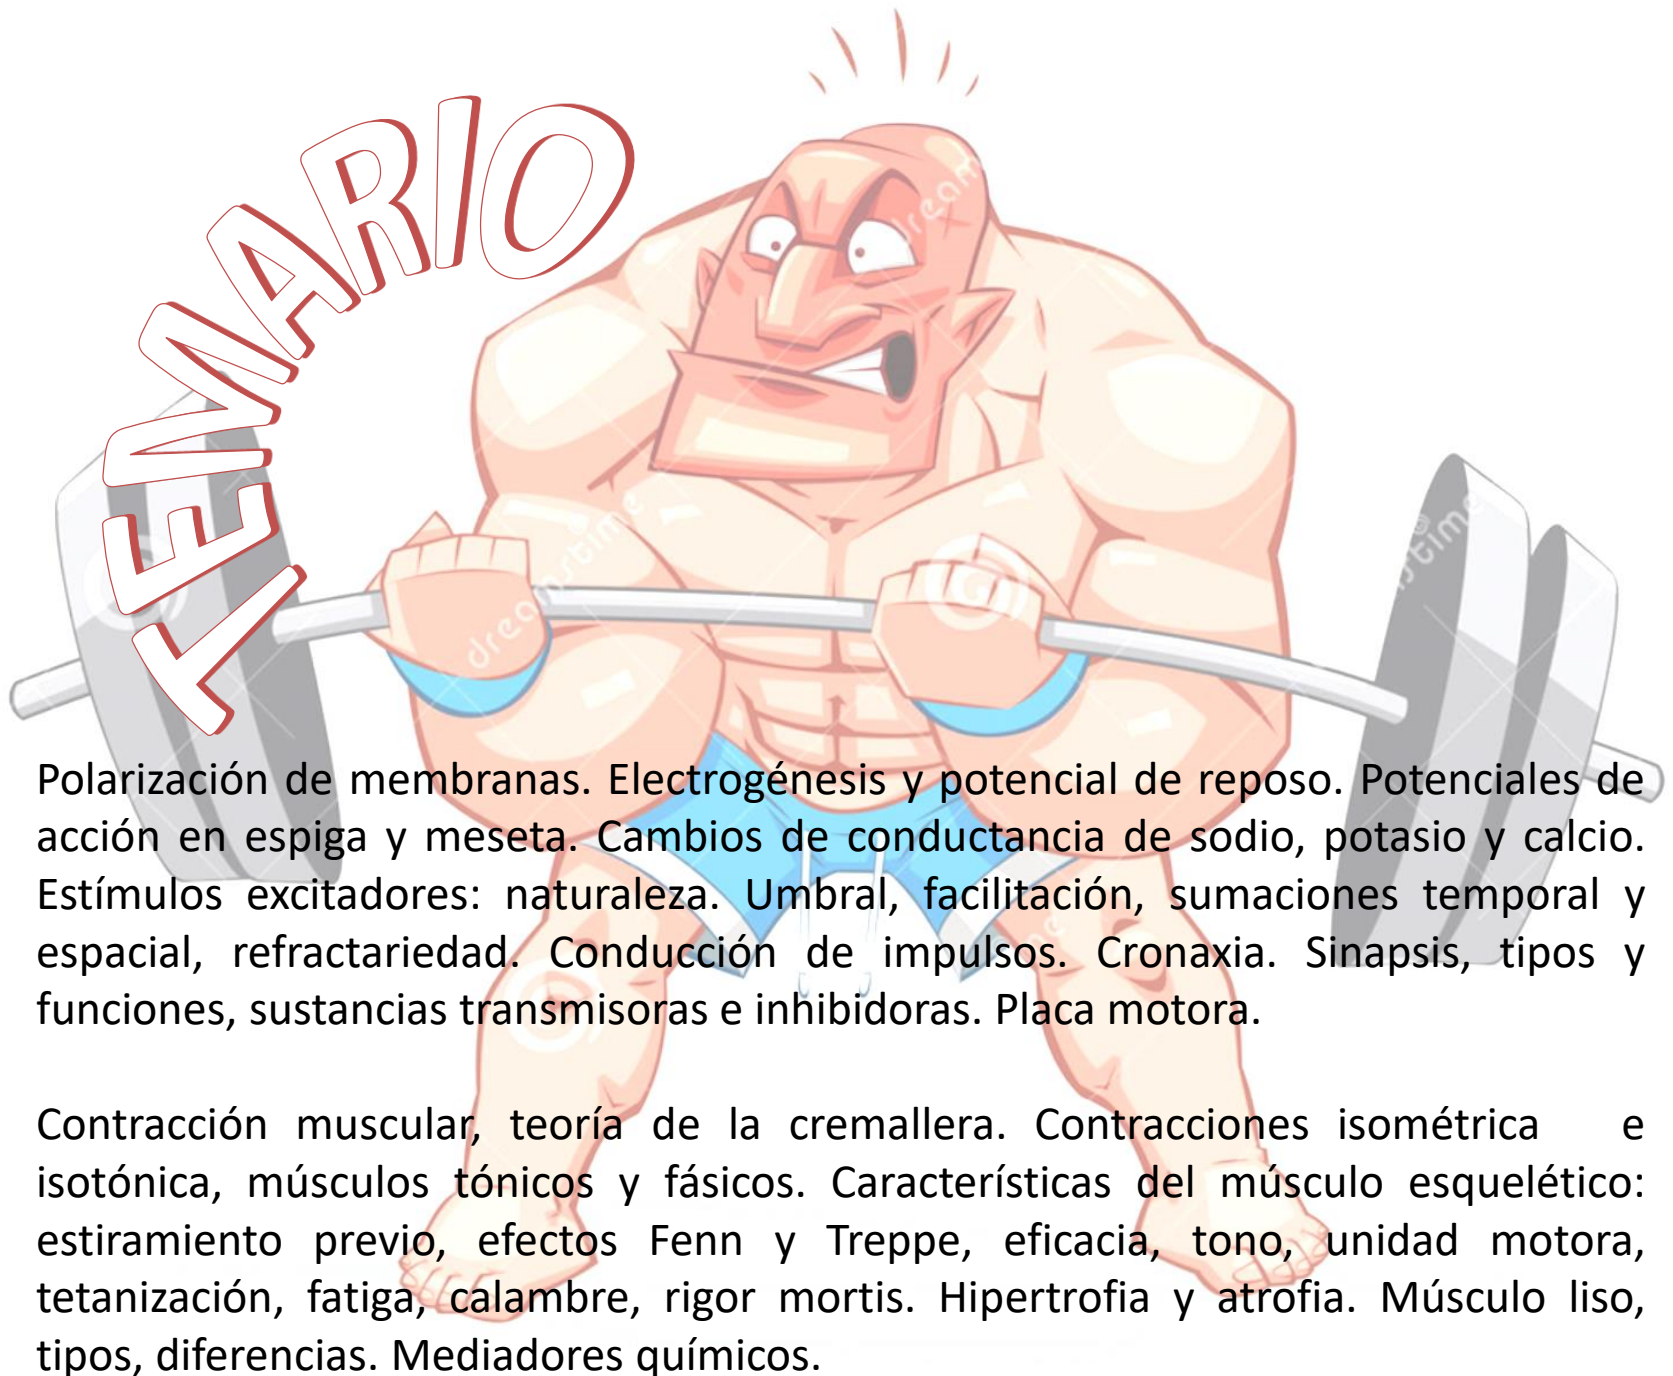 TEMARIO
Polarización de membranas. Electrogénesis y potencial de reposo. Potenciales de
acción en espiga y meseta. Cambios de conductancia de sodio, potasio y calcio.
Estímulos excitadores: naturaleza. Umbral, facilitación, sumaciones temporal y
espacial, refractariedad. Conducción de impulsos. Cronaxia. Sinapsis, tipos y
funciones, sustancias transmisoras e inhibidoras. Placa motora.
Contracción muscular, teoría de la cremallera. Contracciones isométrica e
isotónica, músculos tónicos y fásicos. Características del músculo esquelético:
estiramiento previo, efectos Fenn y Treppe, eficacia, tono, unidad motora,
tetanización, fatiga, calambre, rigor mortis. Hipertrofia y atrofia. Músculo liso,
tipos, diferencias. Mediadores químicos.
dreamstime